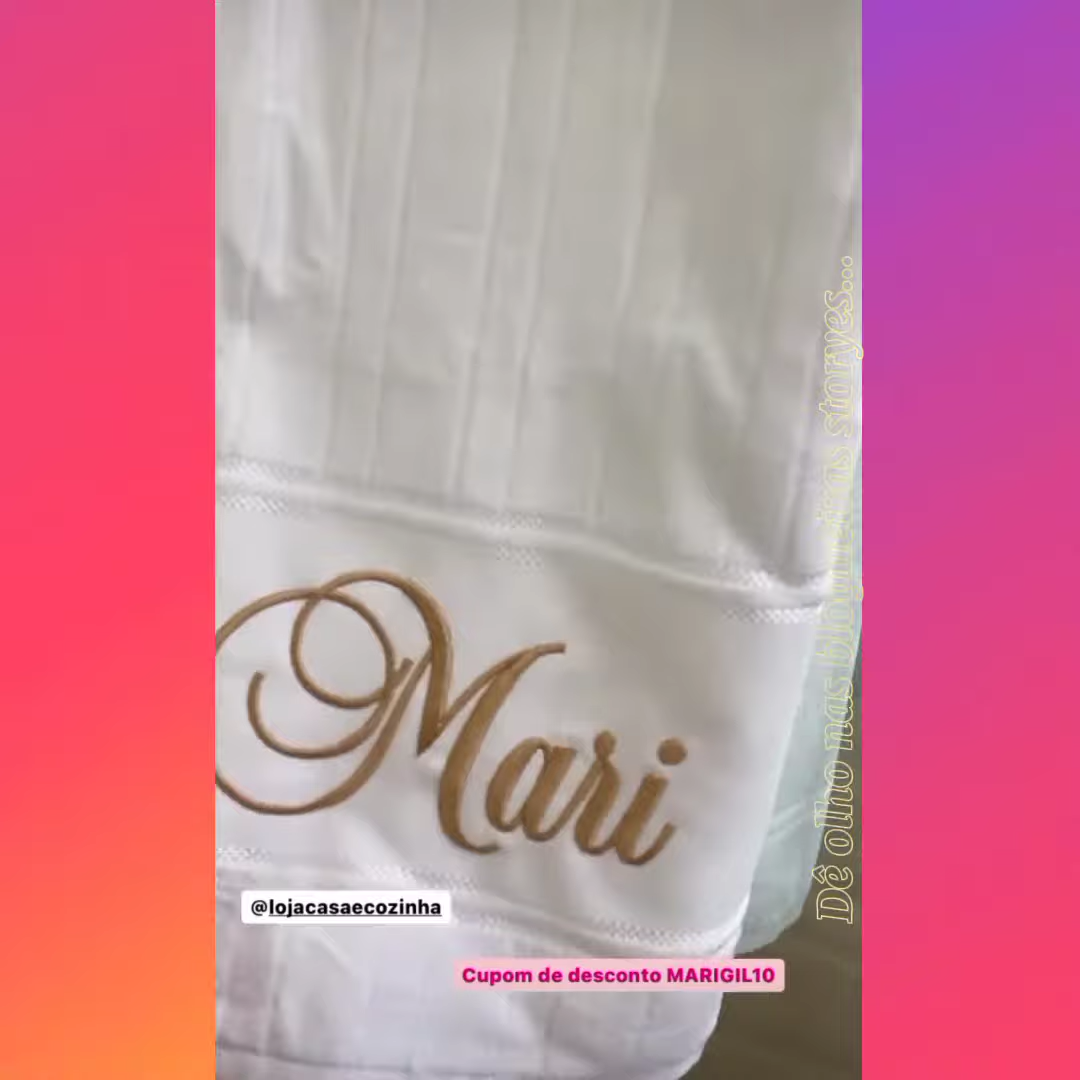 Mari
@lojacasaecozinha
Cupom de desconto MARIGIL10
Dê olho nas blogueiras storyes...